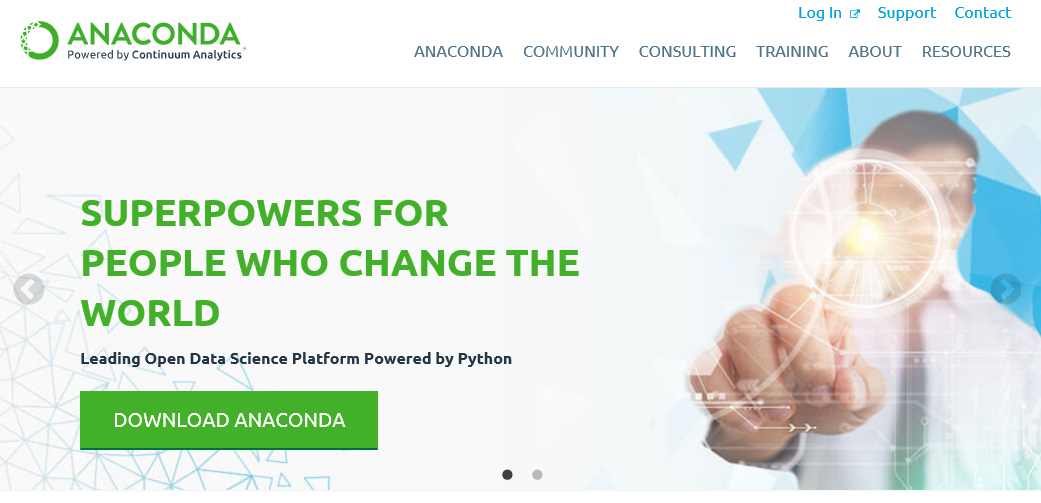 Log In Support Contact
ANACONDA
Powered by Continuum Analytics
ANACONDA COMMUNITY CONSULTING TRAINING ABOUT RESOURCES
SUPERPOWERS FOR
PEOPLE WHO CHANGE THE
WORLD
Leading Open Data Science Platform Powered by Python
DOWNLOAD ANACONDA